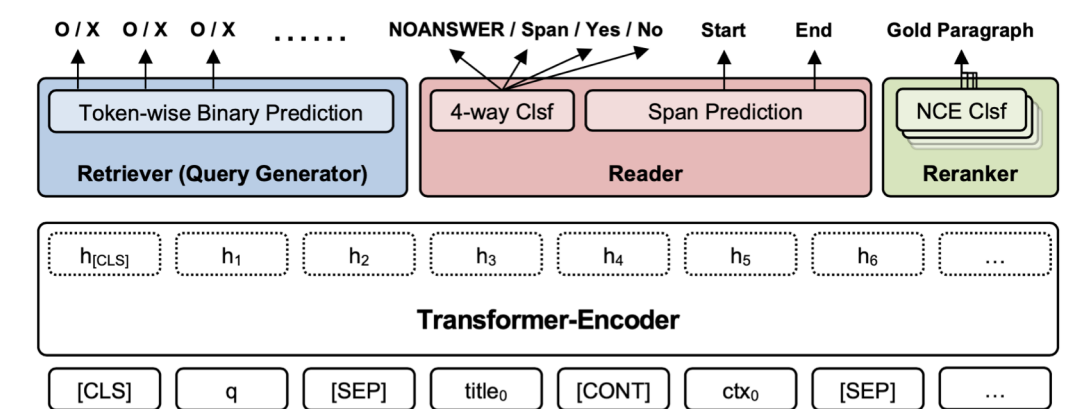 O / X O / X O / X ...... NOANSWER / Span / Yes / No Start End Gold Paragraph
Token-wise Binary Prediction 4-way Clsf Span Prediction NCE Clsf
Retriever (Query Generator) Reader Reranker
h[CLS] h1 h2 h3 h4 h5 h6 ...
Transformer-Encoder
[CLS] q [SEP] title0 [CONT] ctx0 [SEP] ...